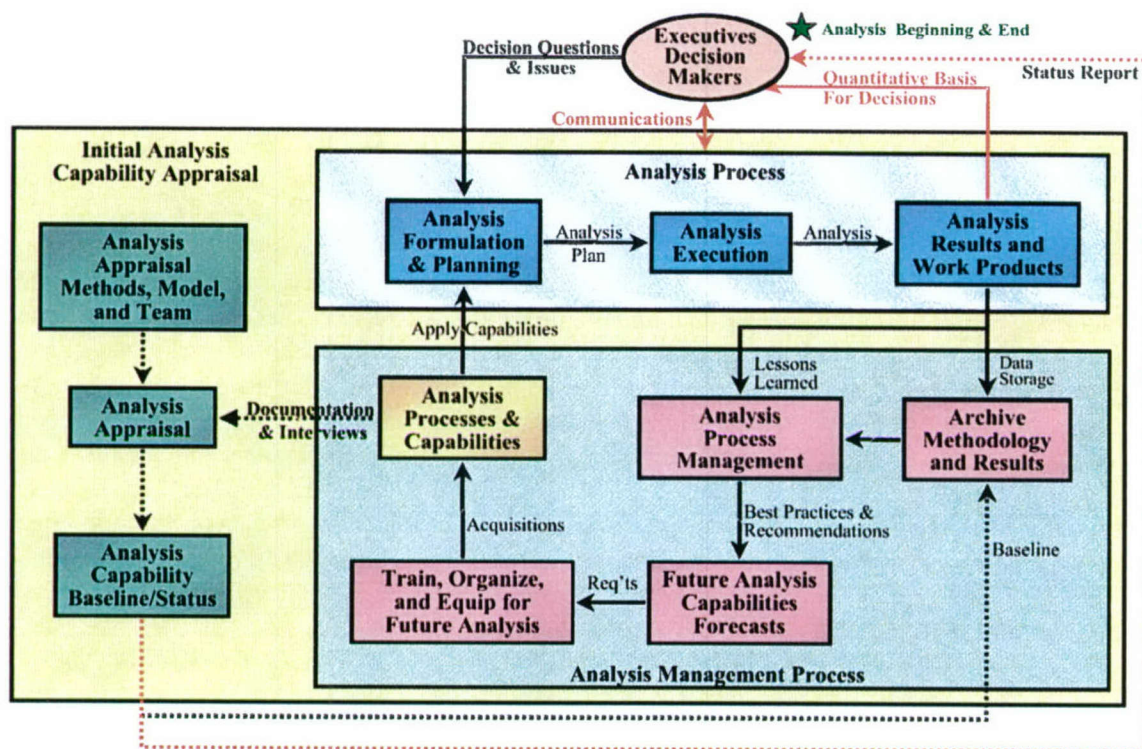 Analysis Beginning & End
Executives
Decision
Makers
Decision Questions
& Issues
Status Report
Quantitative Basis
For Decisions
Communications
Initial Analysis
Capability Appraisal
Analysis Process
Analysis
Formulation
& Planning
Analysis
Plan
Analysis
Execution
Analysis
Analysis
Results and
Work Products
Analysis
Appraisal
Methods, Model,
and Team
Apply Capabilities
Lessons
Learned
Data
Storage
Analysis
Appraisal
Documentation
& Interviews
Analysis
Processes &
Capabilities
Analysis
Process
Management
Archive
Methodology
and Results
Acquisitions
Best Practices &
Recommendations
Baseline
Analysis
Capability
Baseline/Status
Train, Organize,
and Equip for
Future Analysis
Req'ts
Future Analysis
Capabilities
Forecasts
Analysis Management Process